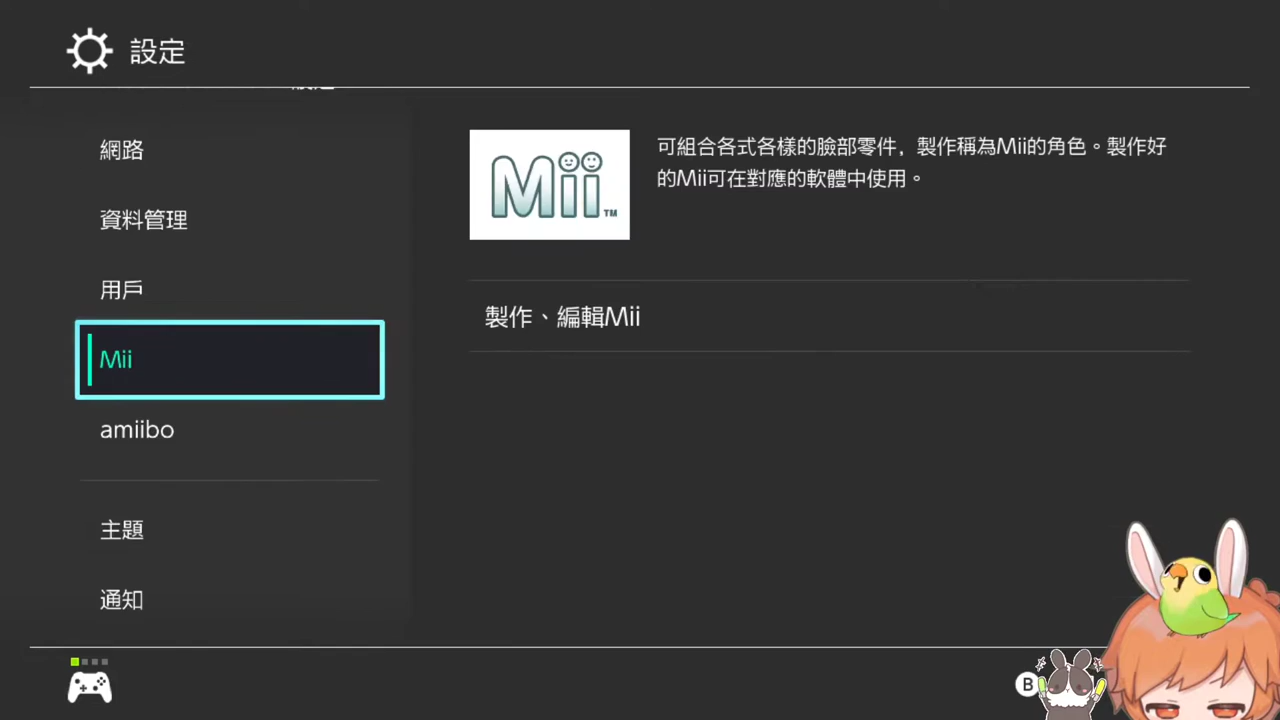 設定
網路
資料管理
用戶
Mii
amiibo
主題
通知
Mii™
可組合各式各樣的臉部零件，製作稱為Mii的角色。製作好
的Mii可在對應的軟體中使用。
製作、編輯Mii
B